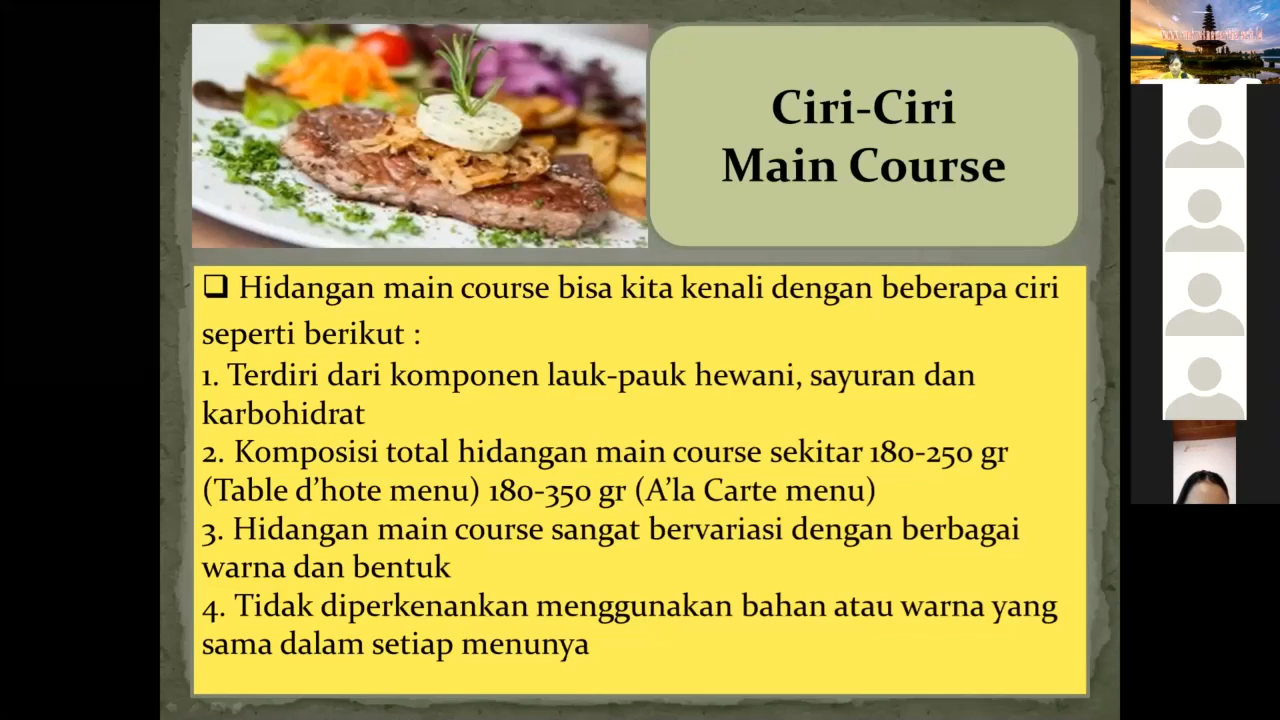 Ciri-Ciri
Main Course
❑ Hidangan main course bisa kita kenali dengan beberapa ciri
seperti berikut :
1. Terdiri dari komponen lauk-pauk hewani, sayuran dan
karbohidrat
2. Komposisi total hidangan main course sekitar 180-250 gr
(Table d’hote menu) 180-350 gr (A’la Carte menu)
3. Hidangan main course sangat bervariasi dengan berbagai
warna dan bentuk
4. Tidak diperkenankan menggunakan bahan atau warna yang
sama dalam setiap menunya